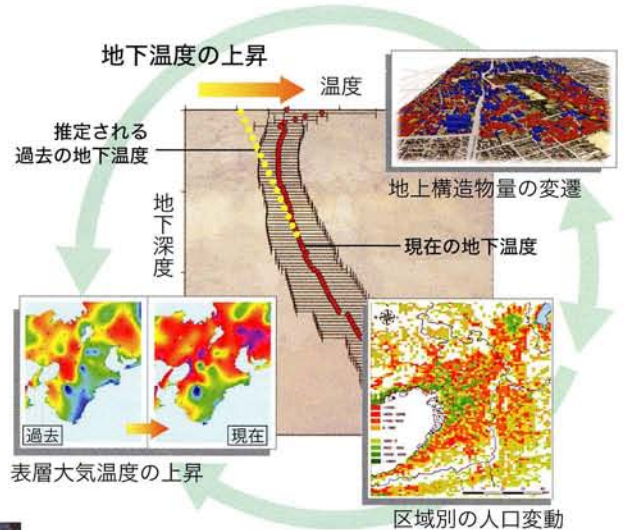 地下温度の上昇
温度
推定される
過去の地下温度
地上構造物量の変遷
地下深度
現在の地下温度
過去
現在
表層大気温度の上昇
区域別の人口変動